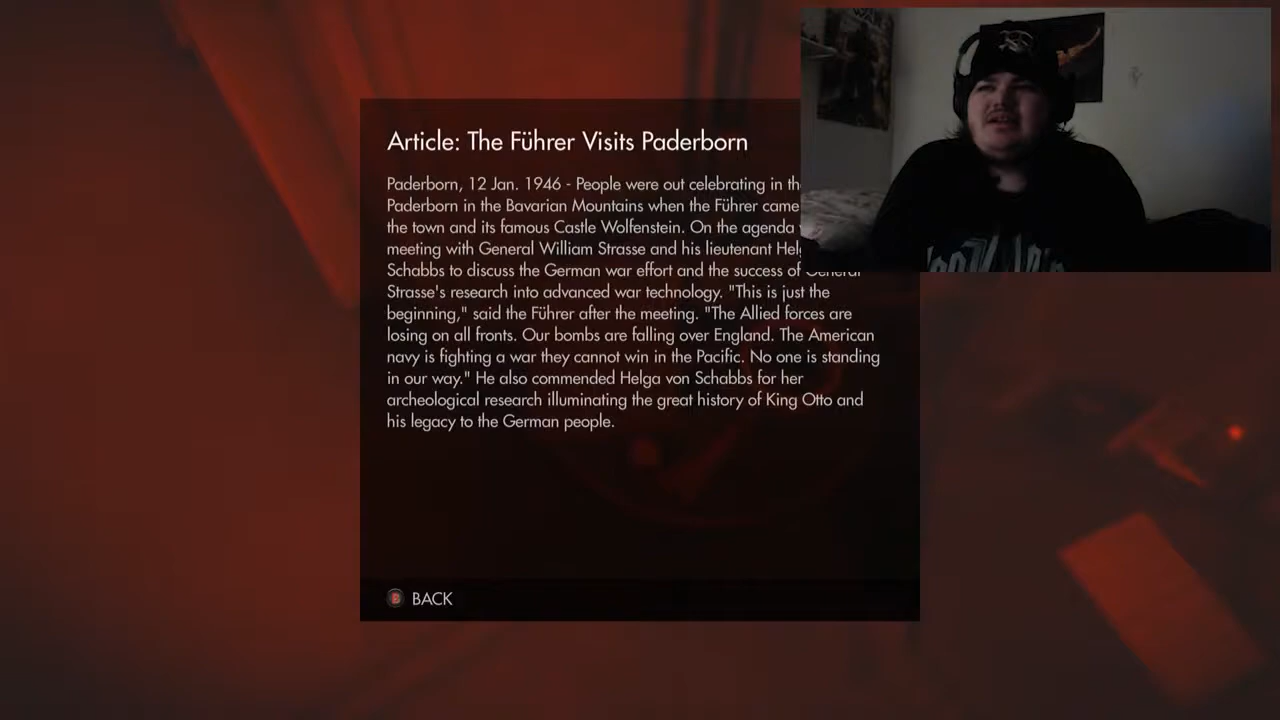 Article: The Führer Visits Paderborn
Paderborn, 12 Jan. 1946 - People were out celebrating in
Paderborn in the Bavarian Mountains when the Führer came
the town and its famous Castle Wolfenstein. On the agenda
meeting with General William Strasse and his lieutenant
Schabbs to discuss the German war effort and the success of General
Strasse's research into advanced war technology. "This is just the
beginning," said the Führer after the meeting. "The Allied forces are
losing on all fronts. Our bombs are falling over England. The American
navy is fighting a war they cannot win in the Pacific. No one is standing
in our way." He also commended Helga von Schabbs for her
archeological research illuminating the great history of King Otto and
his legacy to the German people.
B BACK